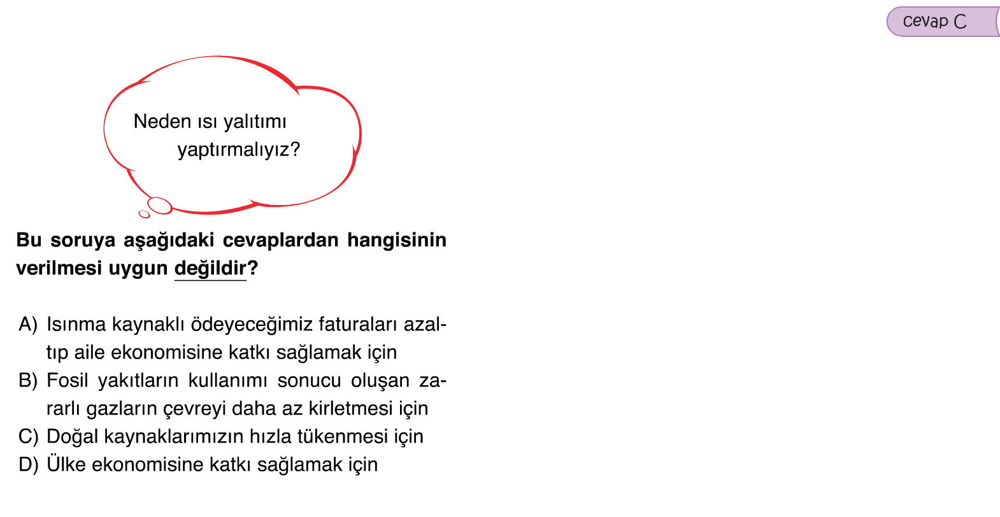 cevap C
Neden ısı yalıtımı
yaptırmalıyız?
Bu soruya aşağıdaki cevaplardan hangisinin
verilmesi uygun değildir?
A) Isınma kaynaklı ödeyeceğimiz faturaları azal-
tıp aile ekonomisine katkı sağlamak için
B) Fosil yakıtların kullanımı sonucu oluşan za-
rarlı gazların çevreyi daha az kirletmesi için
C) Doğal kaynaklarımızın hızla tükenmesi için
D) Ülke ekonomisine katkı sağlamak için